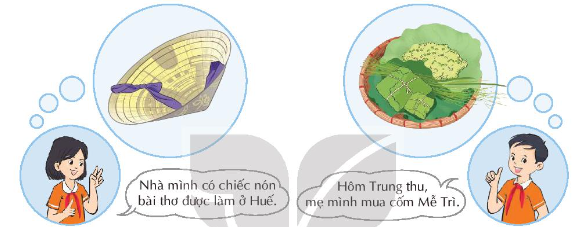 Nhà mình có chiếc nón
bài thơ được làm ở Huế.
Hôm Trung thu,
mẹ mình mua cốm Mễ Trì.